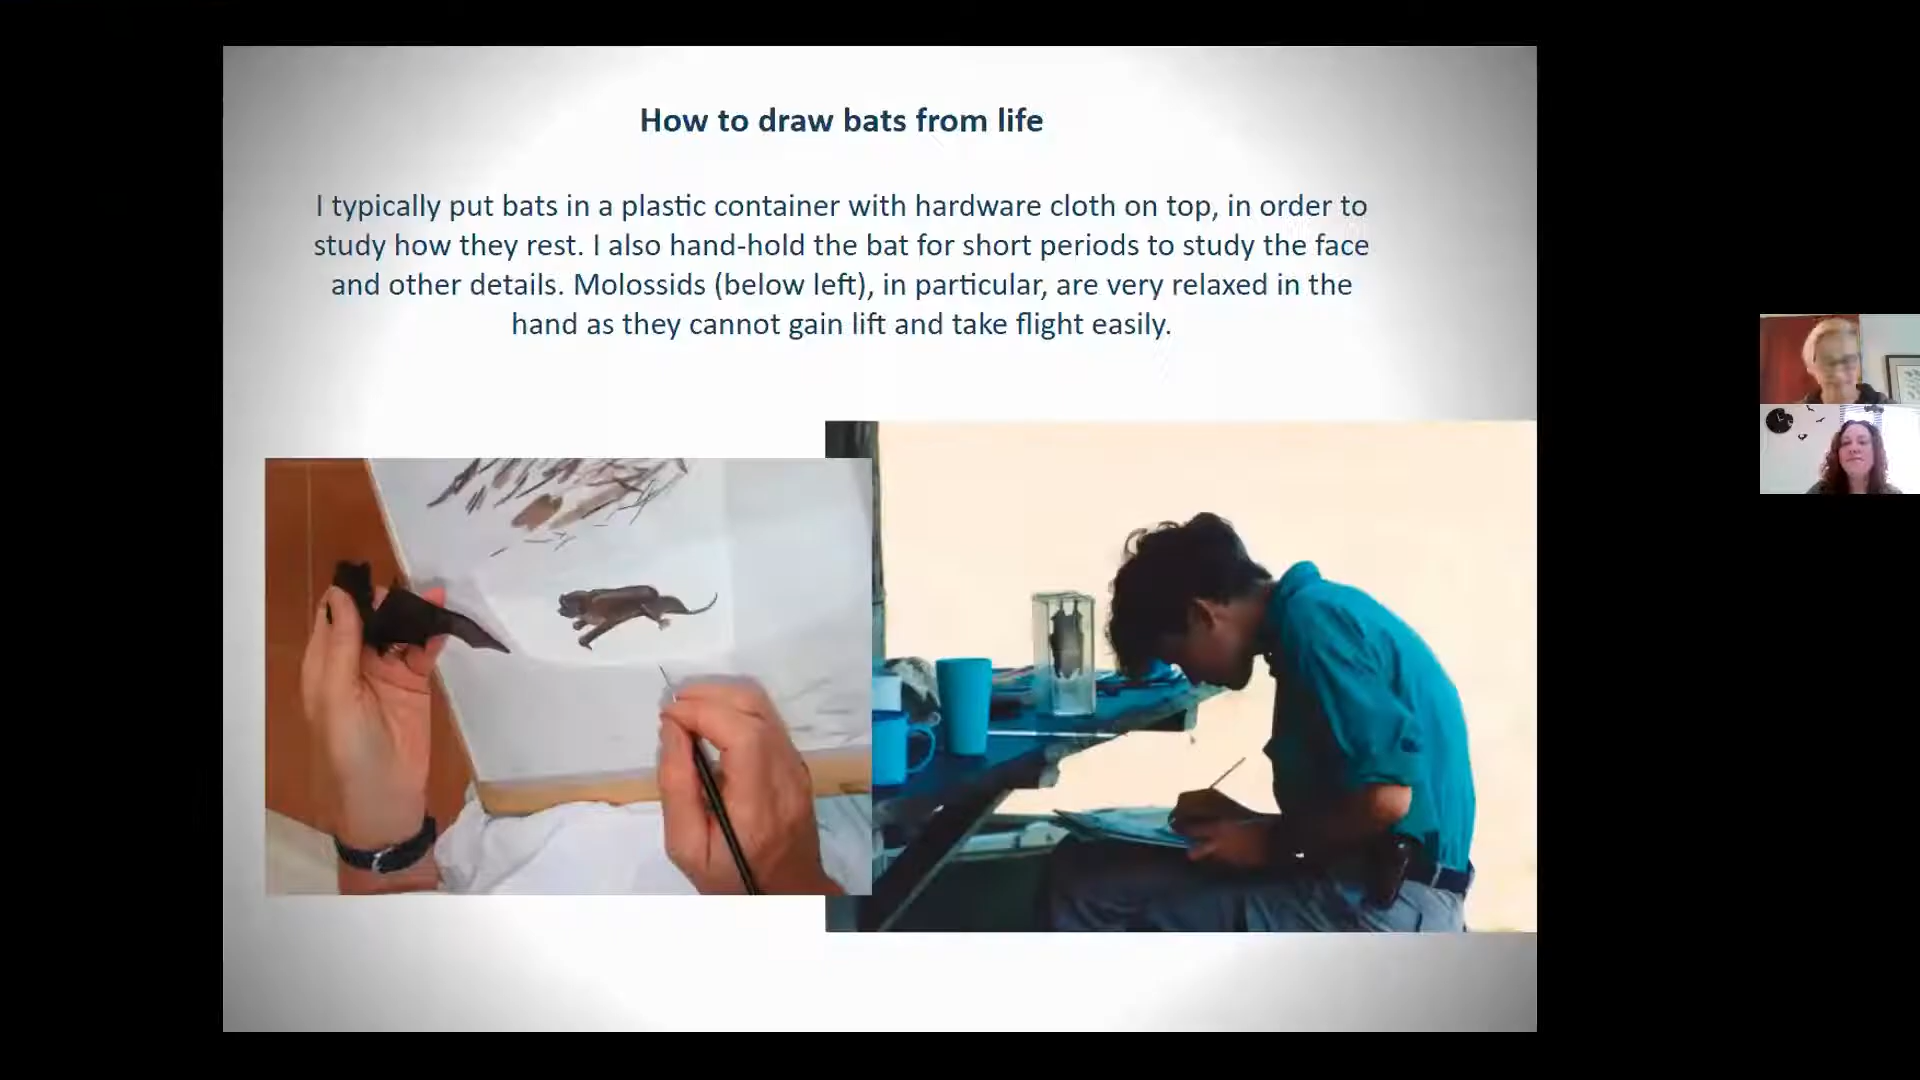 How to draw bats from life
I typically put bats in a plastic container with hardware cloth on top, in order to
study how they rest. I also hand-hold the bat for short periods to study the face
and other details. Molossids (below left), in particular, are very relaxed in the
hand as they cannot gain lift and take flight easily.